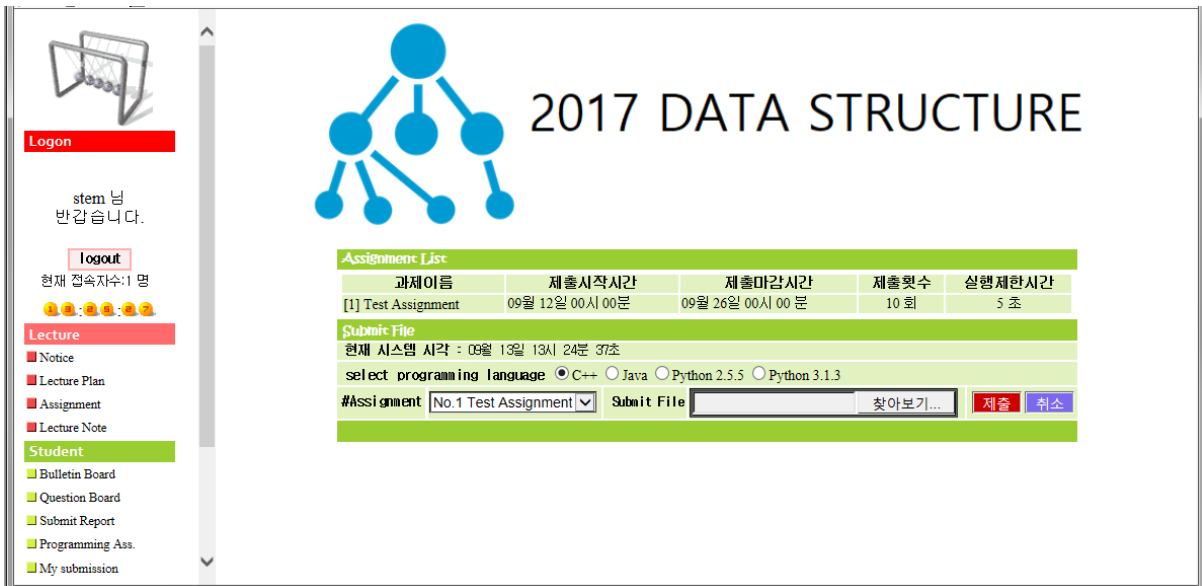 Logon
stem 님
반갑습니다.
logout
현재 접속자수:1 명
13:25:27
Lecture
Notice
Lecture Plan
Assignment
Lecture Note
Student
Bulletin Board
Question Board
Submit Report
Programming Ass.
My submission
2017 DATA STRUCTURE
Assignment List
과제이름 제출시작시간 제출마감시간 제출횟수 실행제한시간
[1] Test Assignment 09월 12일 00시 00분 09월 26일 00시 00 분 10 회 5 초
Submit File
현재 시스템 시각 : 09월 13일 13시 24분 37초
select programming language C++ Java Python 2.5.5 Python 3.1.3
#Assignment No.1 Test Assignment Submit File 찾아보기... 제출 취소